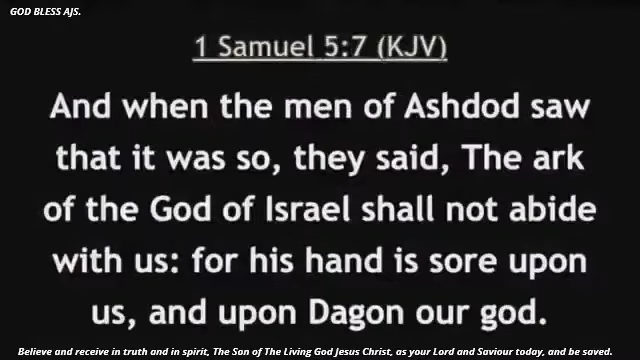 GOD BLESS AJS.
1 Samuel 5:7 (KJV)
And when the men of Ashdod saw
that it was so, they said, The ark
of the God of Israel shall not abide
with us: for his hand is sore upon
us, and upon Dagon our god.
Believe and receive in truth and in spirit, The Son of The Living God Jesus Christ, as your Lord and Saviour today, and be saved.